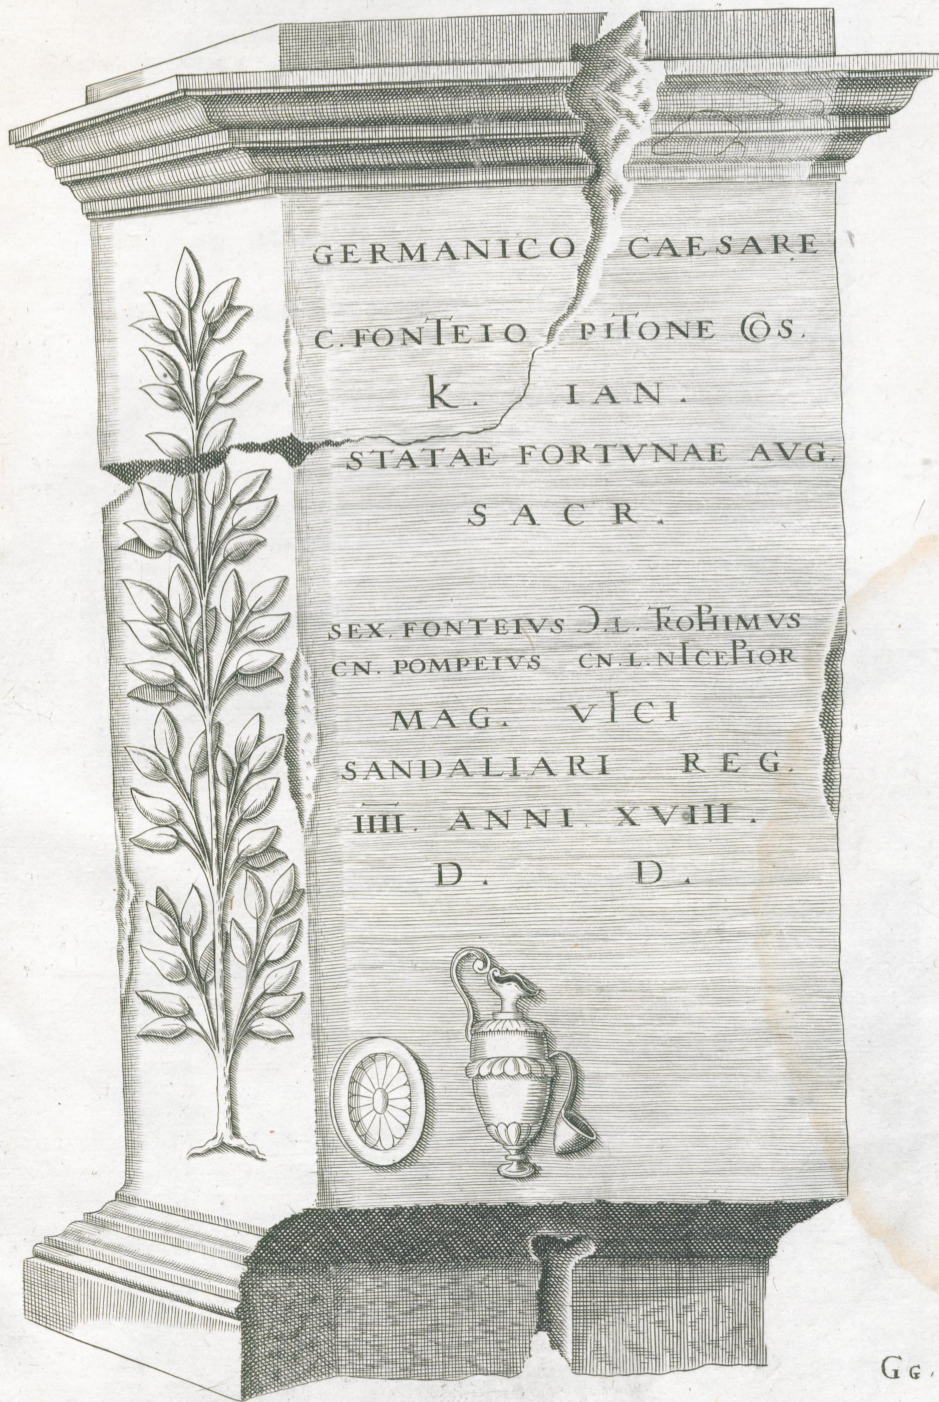 GERMANICO CAESARE
C. FONTEIO PITONE COS.
K. IAN.
STATAE FORTVNAE AVG.
SACR.
SEX. FONTEIVS Ɔ.L. TROPHIMVS
CN. POMPEIVS CN. L. NICEPHOR
MAG. VICI
SANDALIARI REG.
IIII. ANNI XVIII.
D. D.
Gg.